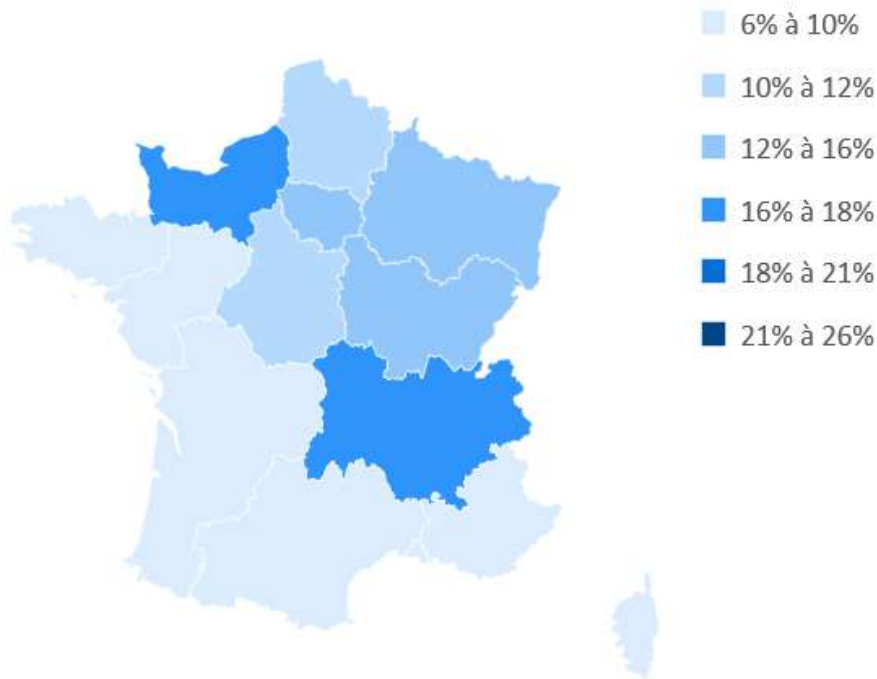 6% à 10%
10% à 12%
12% à 16%
16% à 18%
18% à 21%
21% à 26%